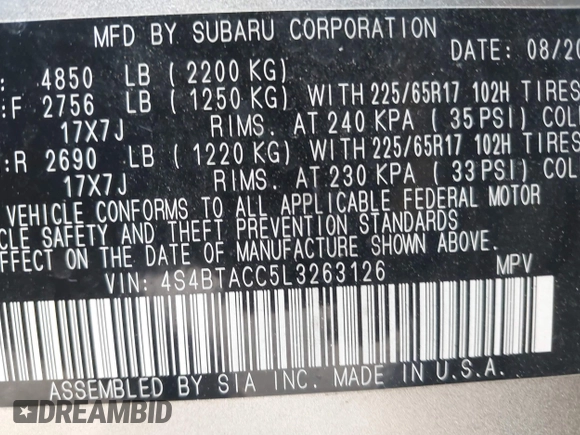 MFD BY SUBARU CORPORATION
DATE: 08/20
: 4850 LB ( 2200 KG)
:F 2756 LB ( 1250 KG) WITH 225/65R17 102H TIRES
17X7J RIMS. AT 240 KPA ( 35 PSI) COL
:R 2690 LB ( 1220 KG) WITH 225/65R17 102H TIRES
17X7J RIMS. AT 230 KPA ( 33 PSI) COL
VEHICLE CONFORMS TO ALL APPLICABLE FEDERAL MOTOR
CLE SAFETY AND THEFT PREVENTION STANDARDS
FECT ON DATE OF MANUFACTURE SHOWN ABOVE.
VIN: 4S4BTACC5L3263126 MPV
ASSEMBLED BY SIA INC. MADE IN U.S.A.
DREAMBID